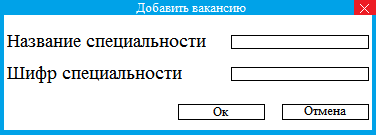 Добавить вакансию
Название специальности
Шифр специальности
Ок Отмена